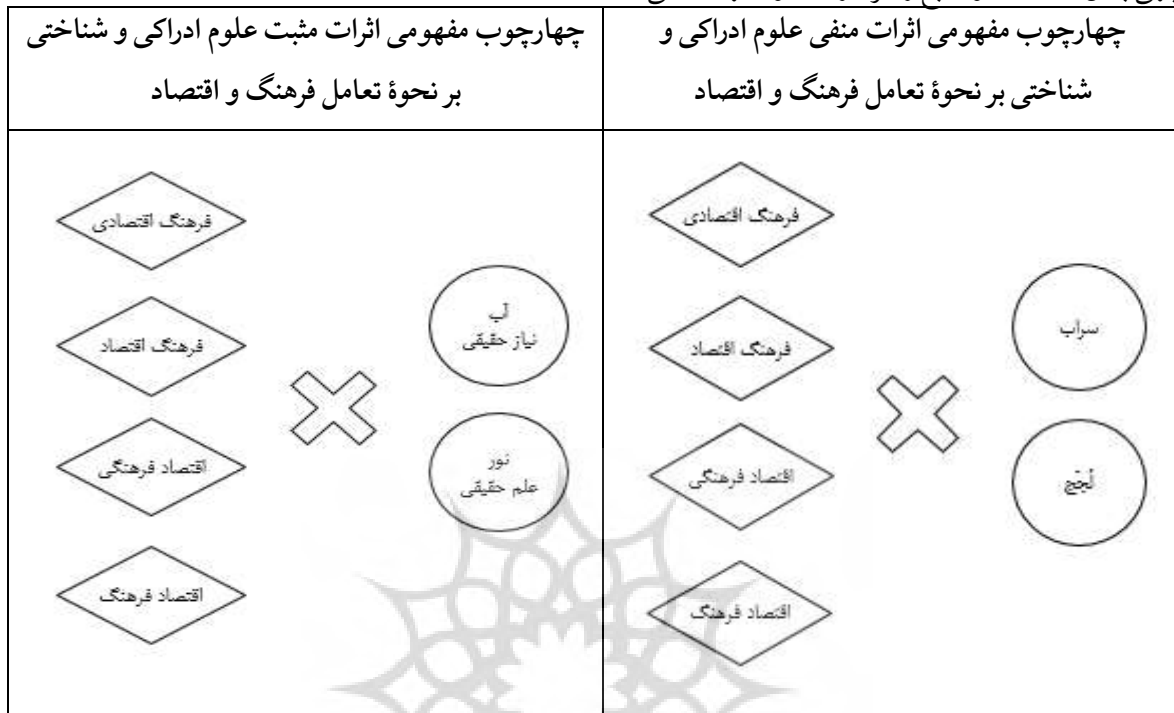 چهارچوب مفهومی اثرات منفی علوم ادراکی و
شناختی بر نحوهٔ تعامل فرهنگ و اقتصاد
چهارچوب مفهومی اثرات مثبت علوم ادراکی و شناختی
بر نحوهٔ تعامل فرهنگ و اقتصاد
سراب
لُجّج
فرهنگ اقتصادی
فرهنگ اقتصاد
اقتصاد فرهنگی
اقتصاد فرهنگ
آب
نیاز حقیقی
نور
علم حقیقی
فرهنگ اقتصادی
فرهنگ اقتصاد
اقتصاد فرهنگی
اقتصاد فرهنگ